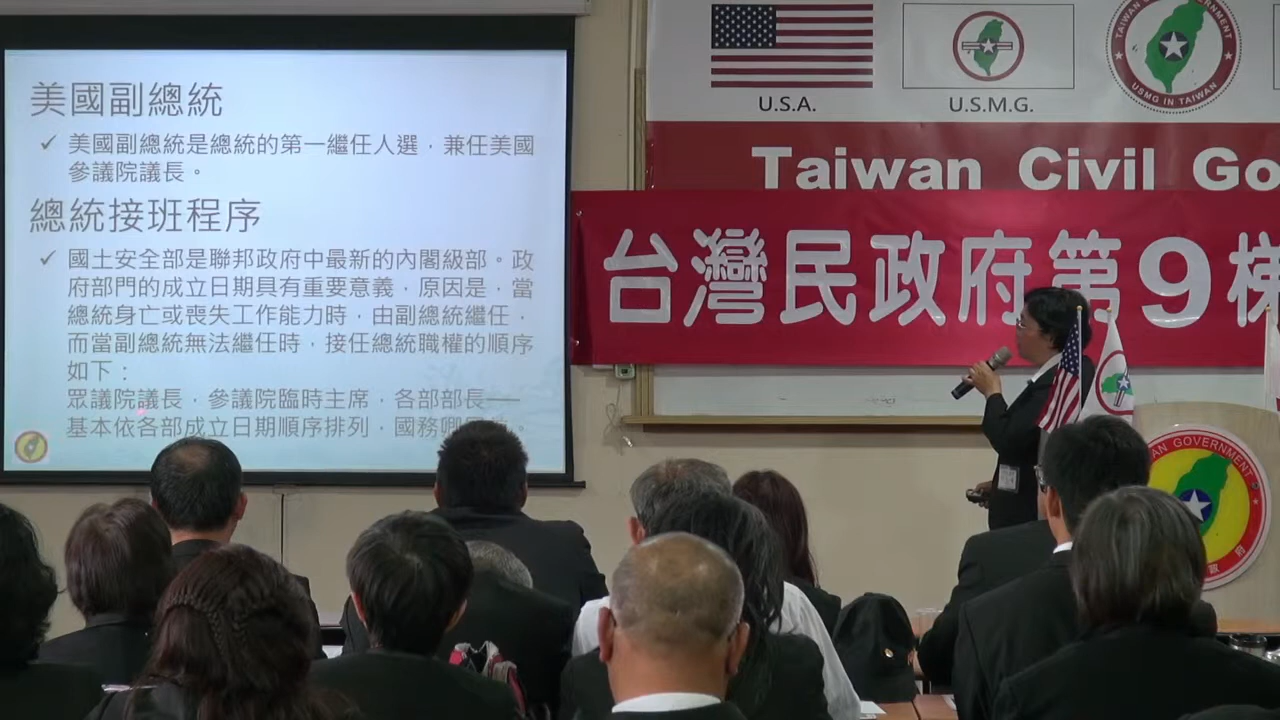 美國副總統
✓ 美國副總統是總統的第一繼任人選，兼任美國
參議院議長。
總統接班程序
✓ 國土安全部是聯邦政府中最新的內閣級部。政
府部門的成立日期具有重要意義，原因是，當
總統身亡或喪失工作能力時，由副總統繼任，
而當副總統無法繼任時，接任總統職權的順序
如下：
眾議院議長，參議院臨時主席，各部部長──
基本依各部成立日期順序排列，國務卿
U.S.A.
U.S.M.G.
USMG IN TAIWAN
Taiwan Civil Go
台灣民政府第9梯
AN GOVERNMENT